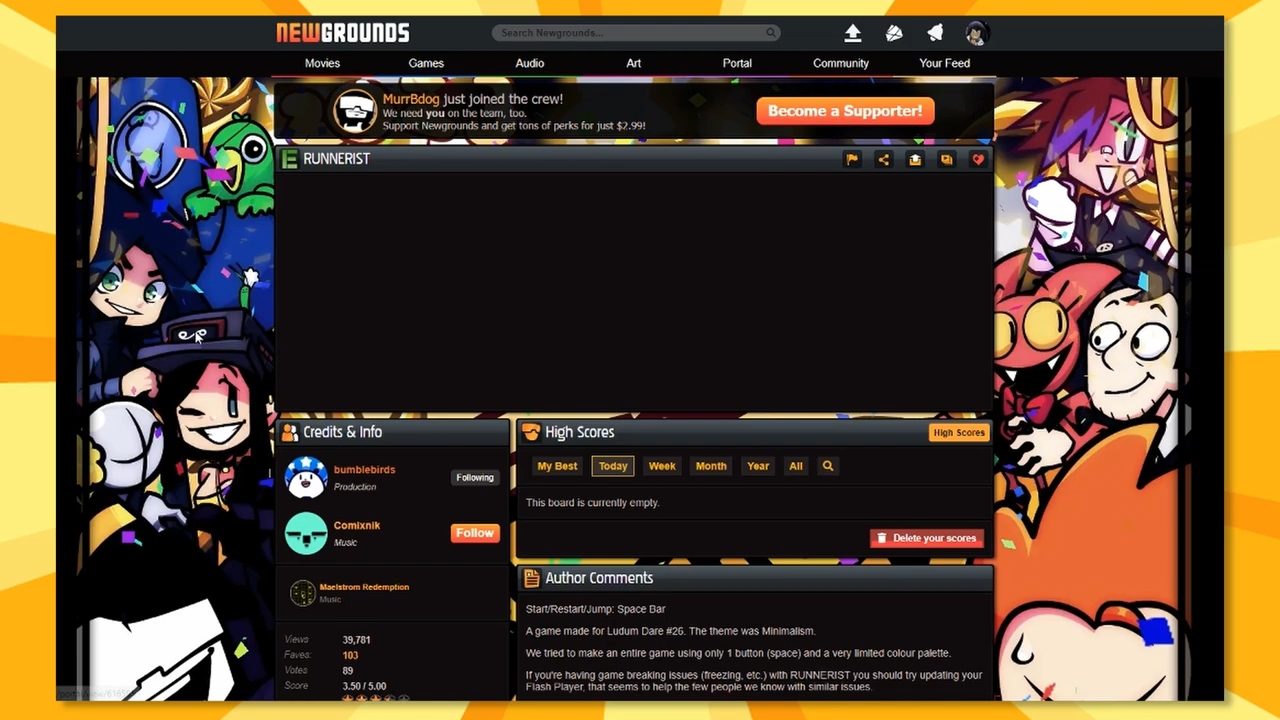 NEWGROUNDS
Search Newgrounds...
Movies
Games
Audio
Art
Portal
Community
Your Feed
MurrBdog just joined the crew!
We need you on the team, too.
Support Newgrounds and get tons of perks for just $2.99!
Become a Supporter!
E RUNNERIST
Credits & Info
bumblebirds
Production
Following
Comixnik
Music
Follow
Maelstrom Redemption
Music
Views 39,781
Faves: 103
Votes 89
Score 3.50 / 5.00
High Scores
High Scores
My Best
Today
Week
Month
Year
All
This board is currently empty.
Delete your scores
Author Comments
Start/Restart/Jump: Space Bar
A game made for Ludum Dare #26. The theme was Minimalism.
We tried to make an entire game using only 1 button (space) and a very limited colour palette.
If you're having game breaking issues (freezing, etc.) with RUNNERIST you should try updating your
Flash Player, that seems to help the few people we know with similar issues.